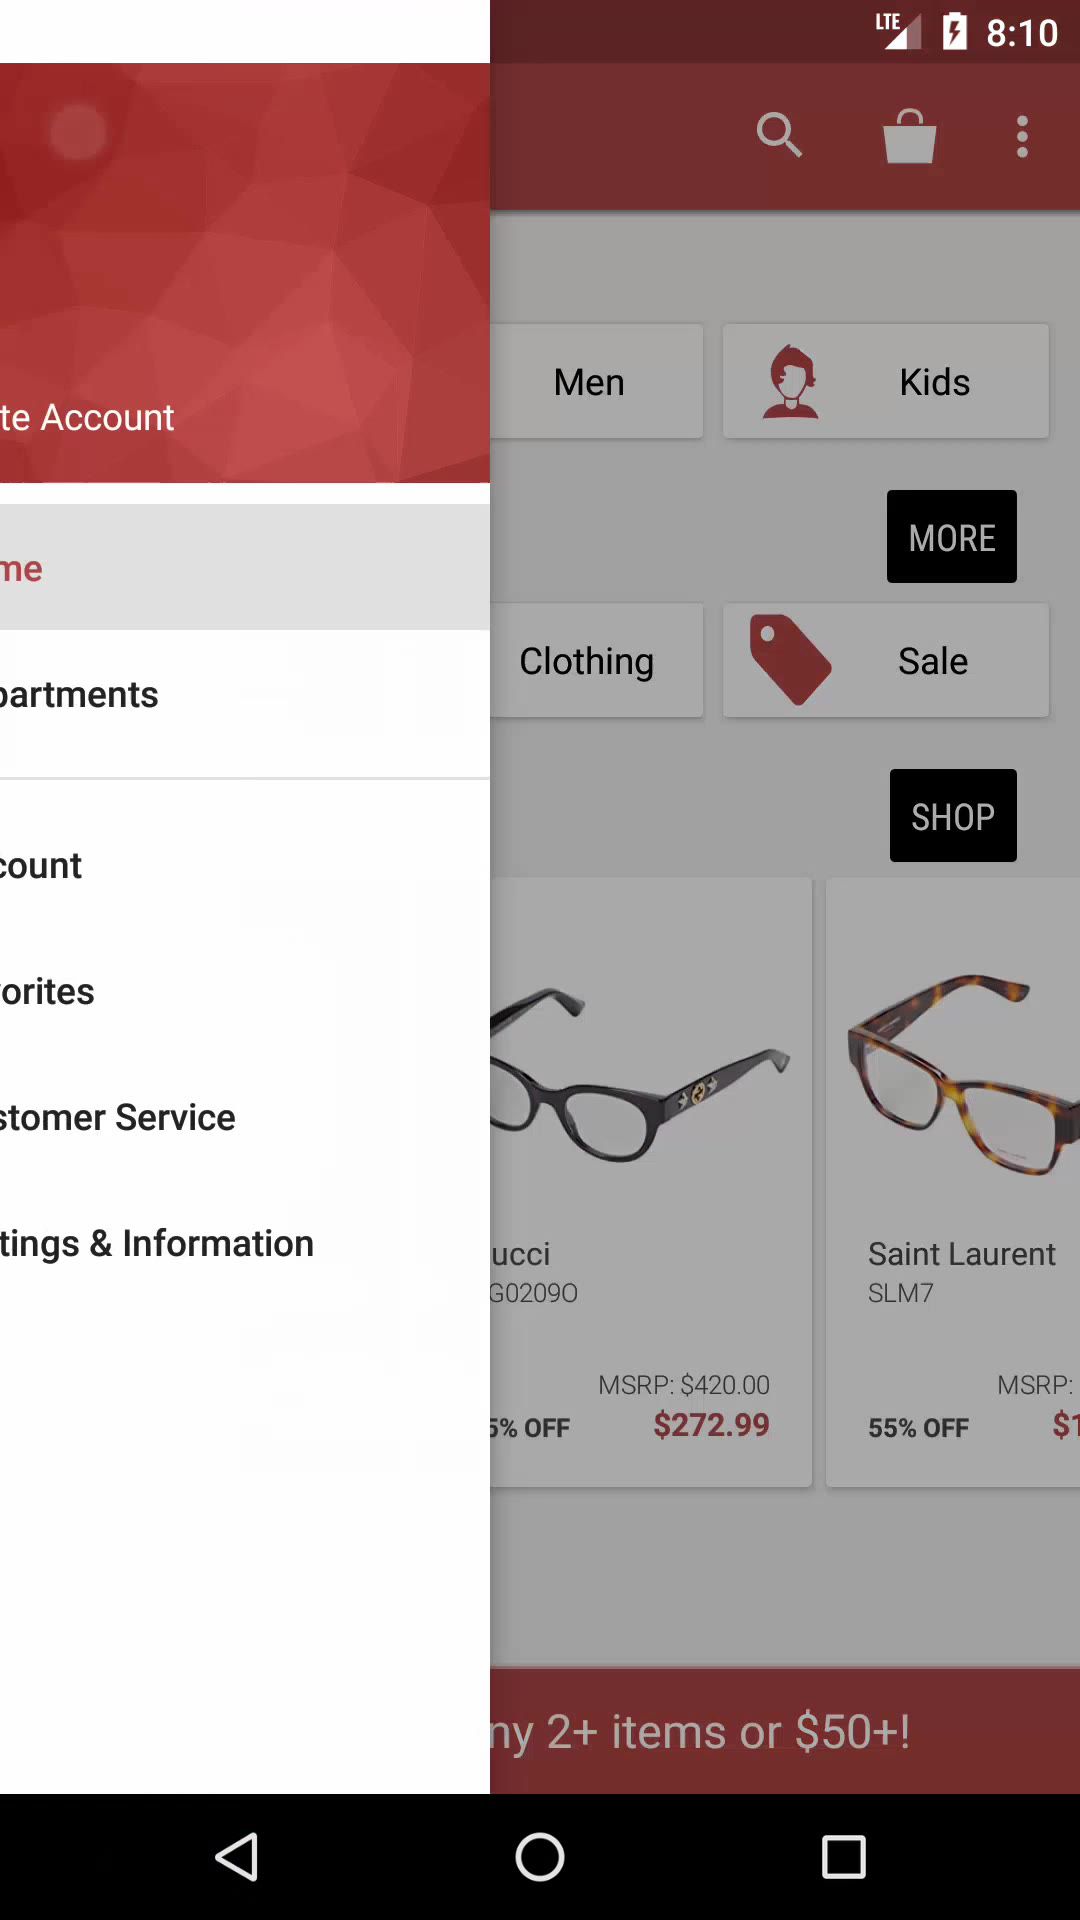 LTE 8:10
te Account
Men
Kids
me
MORE
partments
Clothing
Sale
SHOP
count
orites
stomer Service
tings & Information
ucci
G0209O
MSRP: $420.00
5% OFF
$272.99
Saint Laurent
SLM7
MSRP:
55% OFF
$1
ny 2+ items or $50+!